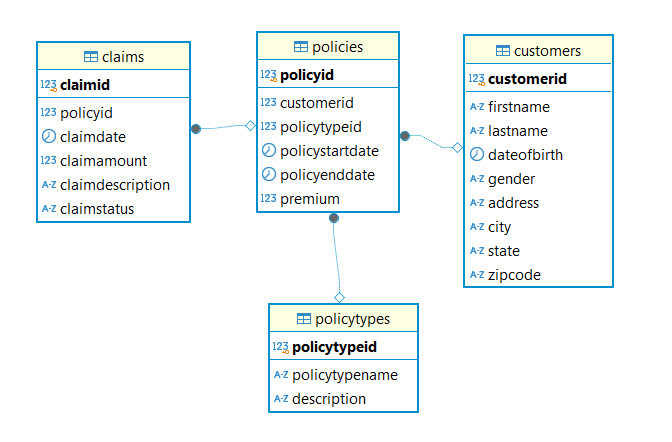 claims
123 claimid
123 policyid
claimdate
123 claimamount
A-Z claimdescription
A-Z claimstatus
policies
123 policyid
123 customerid
123 policytypeid
policystartdate
policyenddate
123 premium
customers
123 customerid
A-Z firstname
A-Z lastname
dateofbirth
A-Z gender
A-Z address
A-Z city
A-Z state
A-Z zipcode
policytypes
123 policytypeid
A-Z policytypename
A-Z description